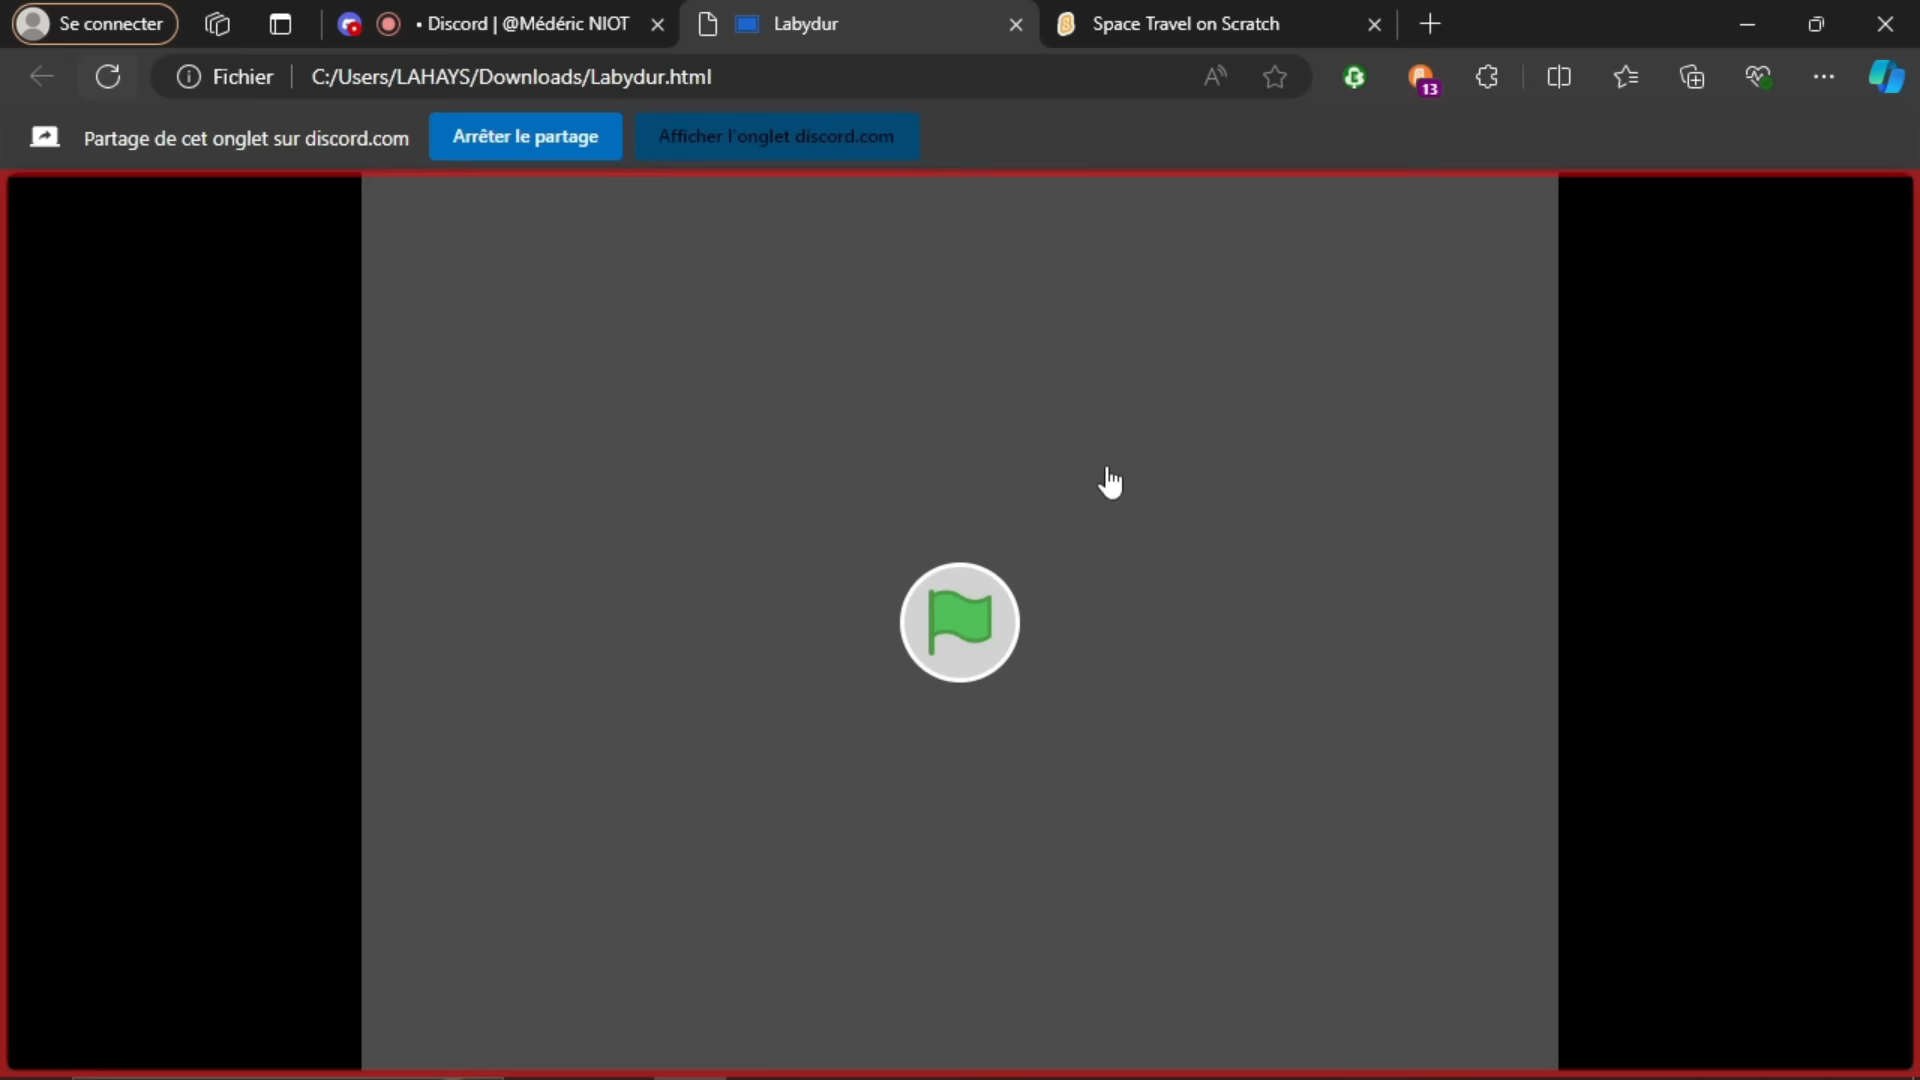 Se connecter
• Discord | @Médéric NIOT
Labydur
Space Travel on Scratch
Fichier
C:/Users/LAHAYS/Downloads/Labydur.html
13
Partage de cet onglet sur discord.com
Arrêter le partage
Afficher l'onglet discord.com